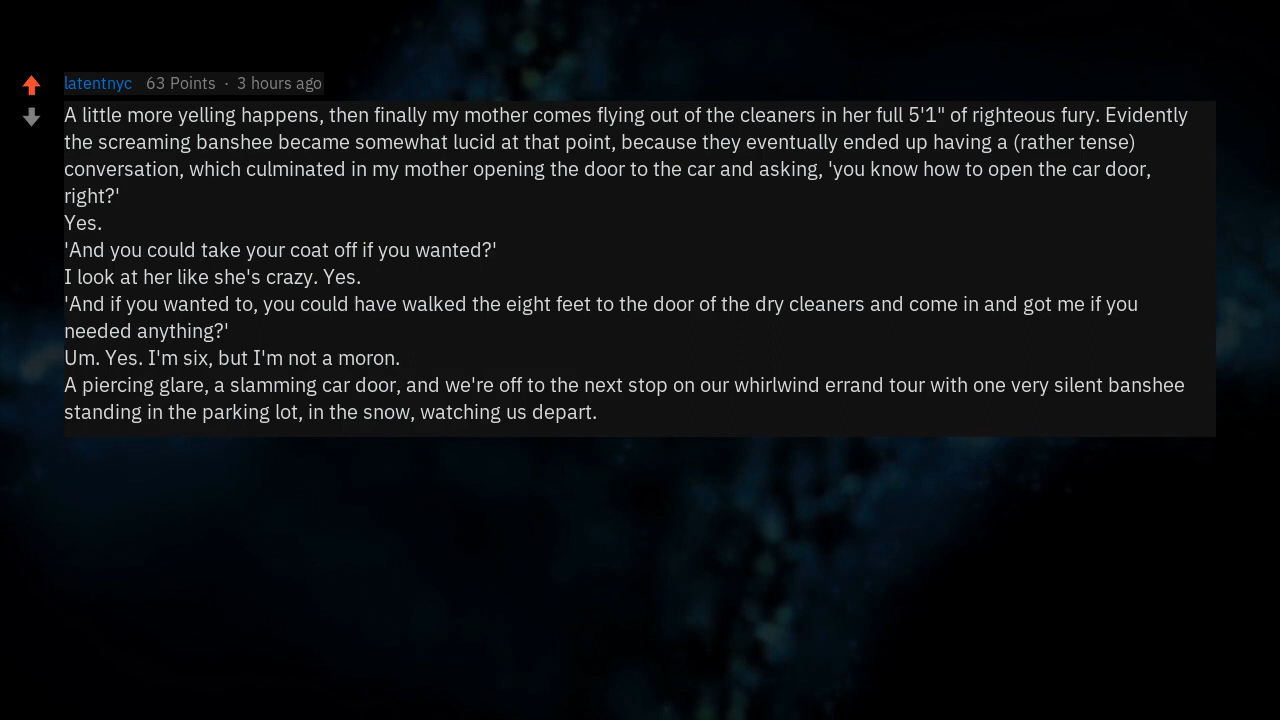 latentnyc 63 Points · 3 hours ago
A little more yelling happens, then finally my mother comes flying out of the cleaners in her full 5'1" of righteous fury. Evidently
the screaming banshee became somewhat lucid at that point, because they eventually ended up having a (rather tense)
conversation, which culminated in my mother opening the door to the car and asking, 'you know how to open the car door,
right?'
Yes.
'And you could take your coat off if you wanted?'
I look at her like she's crazy. Yes.
'And if you wanted to, you could have walked the eight feet to the door of the dry cleaners and come in and got me if you
needed anything?'
Um. Yes. I'm six, but I'm not a moron.
A piercing glare, a slamming car door, and we're off to the next stop on our whirlwind errand tour with one very silent banshee
standing in the parking lot, in the snow, watching us depart.